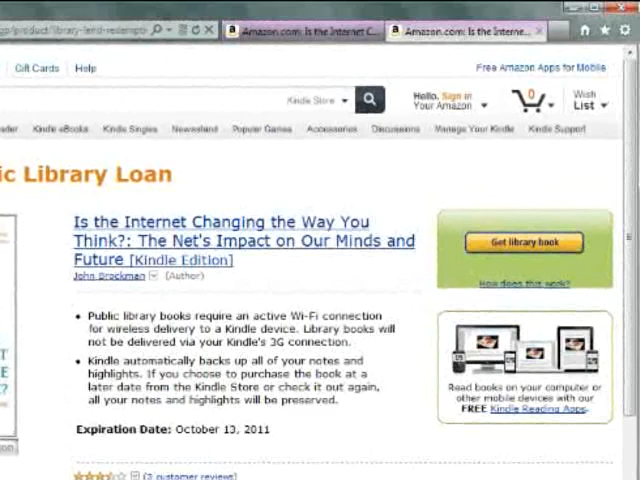 go/product/library-lend-redempti
Amazon.com: Is the Internet C...
Amazon.com: Is the Interne...
Gift Cards
Help
Free Amazon Apps for Mobile
Kindle Store
Hello. Sign in
Your Amazon
0
Wish
List
ader
Kindle eBooks
Kindle Singles
Newsstand
Popular Games
Accessories
Discussions
Manage Your Kindle
Kindle Support
ic Library Loan
Is the Internet Changing the Way You
Think?: The Net's Impact on Our Minds and
Future [Kindle Edition]
John Brockman (Author)
Get library book
How does this work?
• Public library books require an active Wi-Fi connection
for wireless delivery to a Kindle device. Library books will
not be delivered via your Kindle's 3G connection.
• Kindle automatically backs up all of your notes and
highlights. If you choose to purchase the book at a
later date from the Kindle Store or check it out again,
all your notes and highlights will be preserved.
Read books on your computer or
other mobile devices with our
FREE Kindle Reading Apps.
Expiration Date: October 13, 2011
(3 customer reviews)